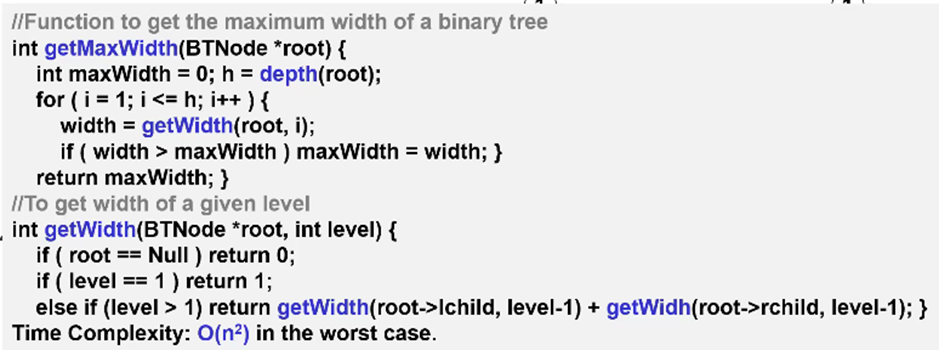 //Function to get the maximum width of a binary tree
int getMaxWidth(BTNode *root) {
int maxWidth = 0; h = depth(root);
for ( i = 1; i <= h; i++ ) {
width = getWidth(root, i);
if ( width > maxWidth ) maxWidth = width; }
return maxWidth; }
//To get width of a given level
int getWidth(BTNode *root, int level) {
if ( root == Null ) return 0;
if ( level == 1 ) return 1;
else if (level > 1) return getWidth(root->lchild, level-1) + getWidh(root->rchild, level-1); }
Time Complexity: O(n²) in the worst case.